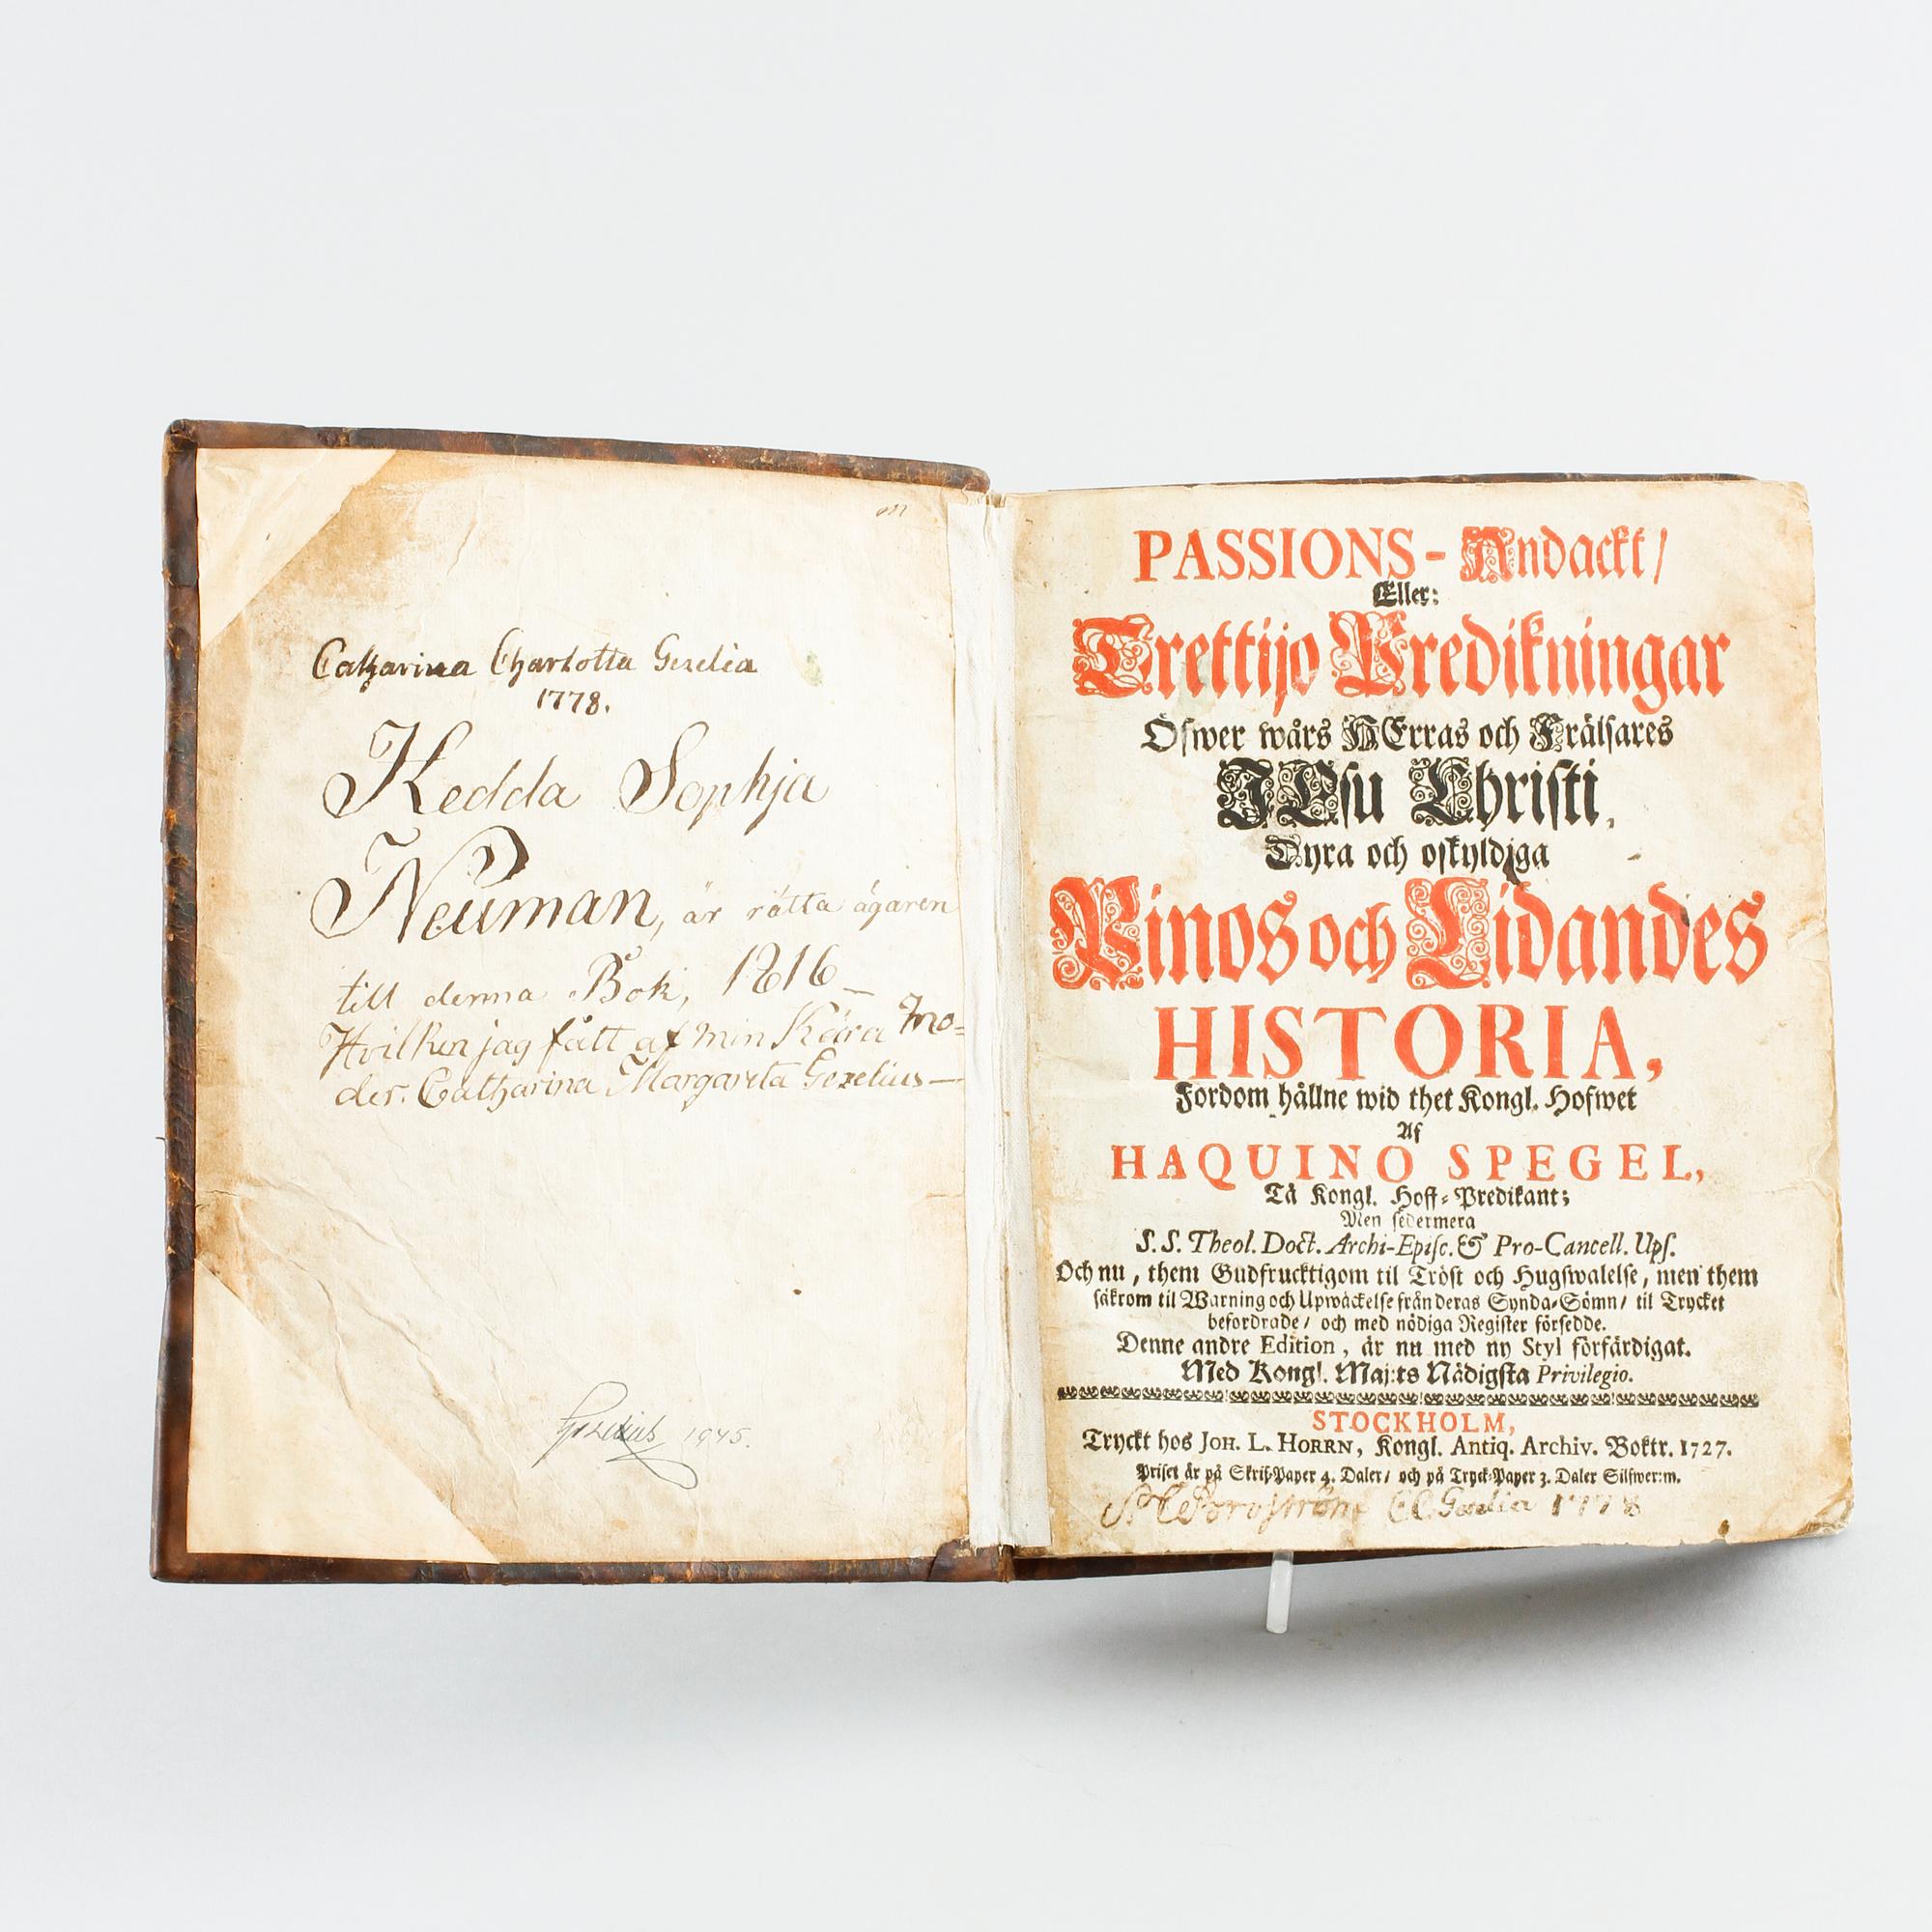 m
Catharina Charlotta Gezelia
1778.
Hedda Sophja
Neüman, är rätta ägaren
till denna Bok, 1816_
Hvilken jag fått af min Kära Mo=
der. Catharina Margareta Gezelius—
Gezelius 1945.
PASSIONS-Andackt/
Eller:
Trettijo Predikningar
Öfwer wårs HErras och Frälsares
JEsu Christi,
Dyra och oskyldiga
Pinos och Lidandes
HISTORIA,
Fordom hållne wid thet Kongl. Hofwet
Af
HAQUINO SPEGEL,
Tå Kongl. Hoff-Predikant;
Men sedermera
S. S. Theol. Doct. Archi-Episc. & Pro-Cancell. Ups.
Och nu, them Gudfrucktigom til Tröst och Hugswalelse, men them
säkrom til Warning och Upwäckelse från deras Synda-Sömn/ til Trycket
befordrade/ och med nödiga Register försedde.
Denne andre Edition, är nu med ny Styl förfärdigat.
Med Kongl. Maj:ts Nådigsta Privilegio.
STOCKHOLM,
Tryckt hos JOH. L. HORRN, Kongl. Antiq. Archiv. Boktr. 1727.
Priset är på Skrif-Paper 4. Daler/ och på Tryck-Paper 3. Daler Silfwer:m.
C C Gezelia 1778